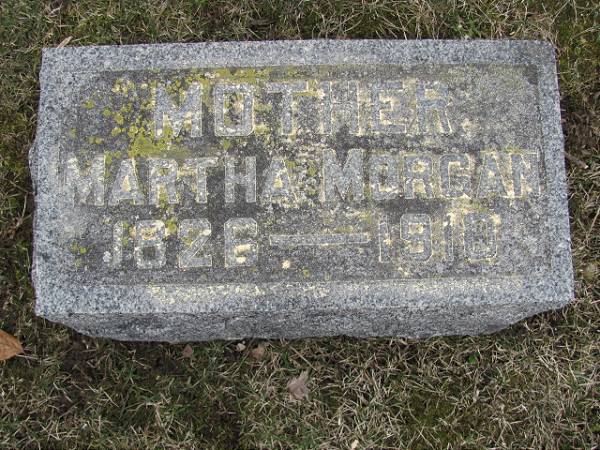 MOTHER
MARTHA MORGAN
1826 — 1910